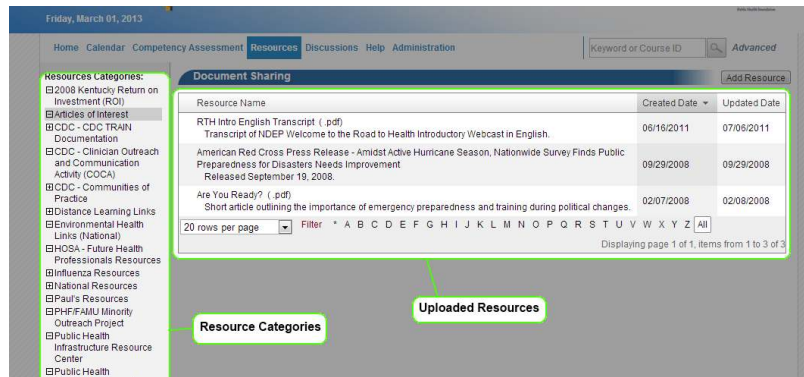 Friday, March 01, 2013
Home Calendar Competency Assessment Resources Discussions Help Administration
Keyword or Course ID
Advanced
Resources Categories:
2008 Kentucky Return on
Investment (ROI)
Articles of Interest
CDC - CDC TRAIN
Documentation
CDC - Clinician Outreach
and Communication
Activity (COCA)
CDC - Communities of
Practice
Distance Learning Links
Environmental Health
Links (National)
HOSA - Future Health
Professionals Resources
Influenza Resources
National Resources
Paul's Resources
PHF/FAMU Minority
Outreach Project
Public Health
Infrastructure Resource
Center
Public Health
Document Sharing
Add Resource
Resource Name Created Date Updated Date
RTH Intro English Transcript ( .pdf)
Transcript of NDEP Welcome to the Road to Health Introductory Webcast in English.
06/16/2011 07/06/2011
American Red Cross Press Release - Amidst Active Hurricane Season, Nationwide Survey Finds Public
Preparedness for Disasters Needs Improvement
Released September 19, 2008.
09/29/2008 09/29/2008
Are You Ready? ( .pdf)
Short article outlining the importance of emergency preparedness and training during political changes.
02/07/2008 02/08/2008
20 rows per page Filter * A B C D E F G H I J K L M N O P Q R S T U V W X Y Z All
Displaying page 1 of 1, items from 1 to 3 of 3
Uploaded Resources
Resource Categories